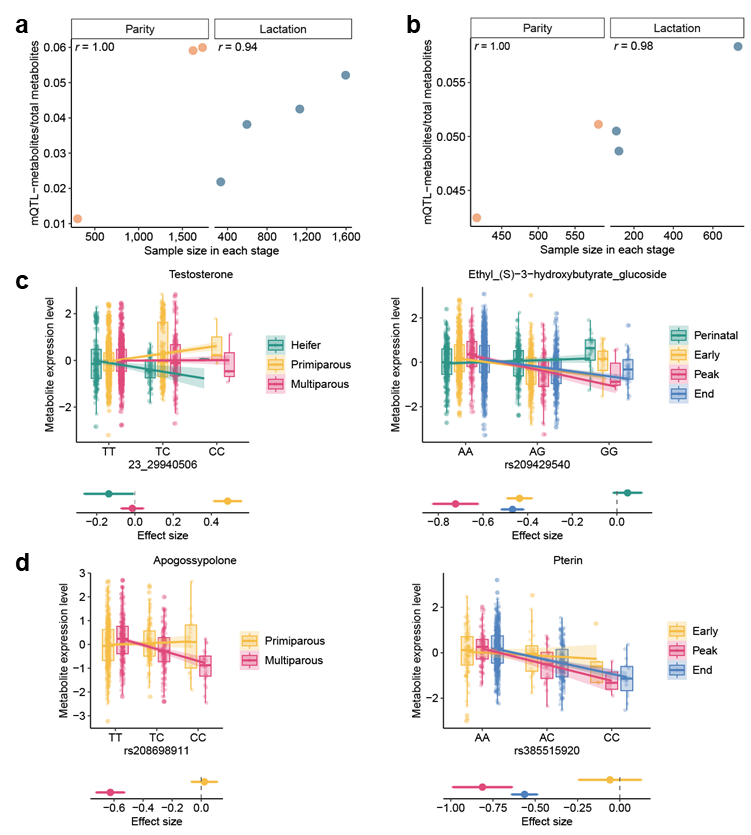 a
Parity
Lactation
r = 1.00
r = 0.94
mQTL−metabolites/total metabolites
0.06
0.05
0.04
0.03
0.02
0.01
500
1,000
1,500
400
800
1,200
1,600
Sample size in each stage
b
Parity
Lactation
r = 1.00
r = 0.98
mQTL−metabolites/total metabolites
0.055
0.050
0.045
450
500
550
200
400
600
Sample size in each stage
c
Testosterone
Metabolite expression level
2
0
−2
TT
TC
CC
23_29940506
Heifer
Primiparous
Multiparous
−0.2
0.0
0.2
0.4
Effect size
Ethyl_(S)−3−hydroxybutyrate_glucoside
Metabolite expression level
2
0
−2
AA
AG
GG
rs209429540
Perinatal
Early
Peak
End
−0.8
−0.6
−0.4
−0.2
0.0
Effect size
d
Apogossypolone
Metabolite expression level
3
2
1
0
−1
−2
−3
TT
TC
CC
rs208698911
Primiparous
Multiparous
−0.6
−0.4
−0.2
0.0
Effect size
Pterin
Metabolite expression level
2
0
−2
AA
AC
CC
rs385515920
Early
Peak
End
−1.00
−0.75
−0.50
−0.25
0.00
Effect size